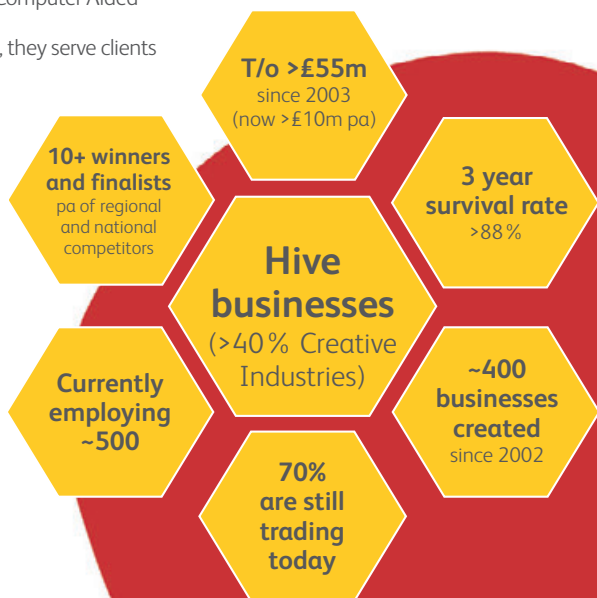 Computer Aided
, they serve clients
T/o >£55m
since 2003
(now >£10m pa)
10+ winners
and finalists
pa of regional
and national
competitors
3 year
survival rate
>88%
Hive
businesses
(>40% Creative
Industries)
Currently
employing
~500
~400
businesses
created
since 2002
70%
are still
trading
today